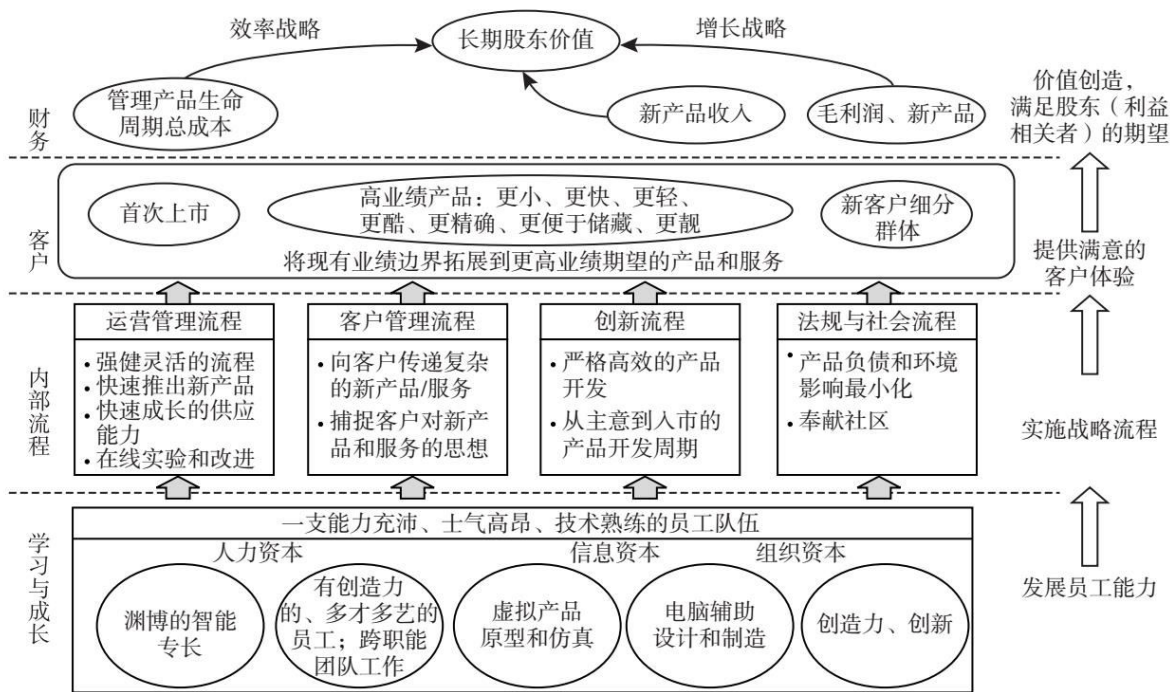 效率战略
长期股东价值
增长战略
管理产品生命
周期总成本
新产品收入
毛利润、新产品
财务
价值创造，
满足股东（利益
相关者）的期望
首次上市
高业绩产品：更小、更快、更轻、
更酷、更精确、更便于储藏、更靓
新客户细分
群体
将现有业绩边界拓展到更高业绩期望的产品和服务
客户
提供满意的
客户体验
运营管理流程
• 强健灵活的流程
• 快速推出新产品
• 快速成长的供应
能力
• 在线实验和改进
客户管理流程
• 向客户传递复杂
的新产品/服务
• 捕捉客户对新产
品和服务的思想
创新流程
• 严格高效的产品
开发
• 从主意到入市的
产品开发周期
法规与社会流程
• 产品负债和环境
影响最小化
• 奉献社区
内部流程
实施战略流程
一支能力充沛、士气高昂、技术熟练的员工队伍
人力资本
信息资本
组织资本
渊博的智能
专长
有创造力
的、多才多艺的
员工；跨职能
团队工作
虚拟产品
原型和仿真
电脑辅助
设计和制造
创造力、创新
学习与成长
发展员工能力